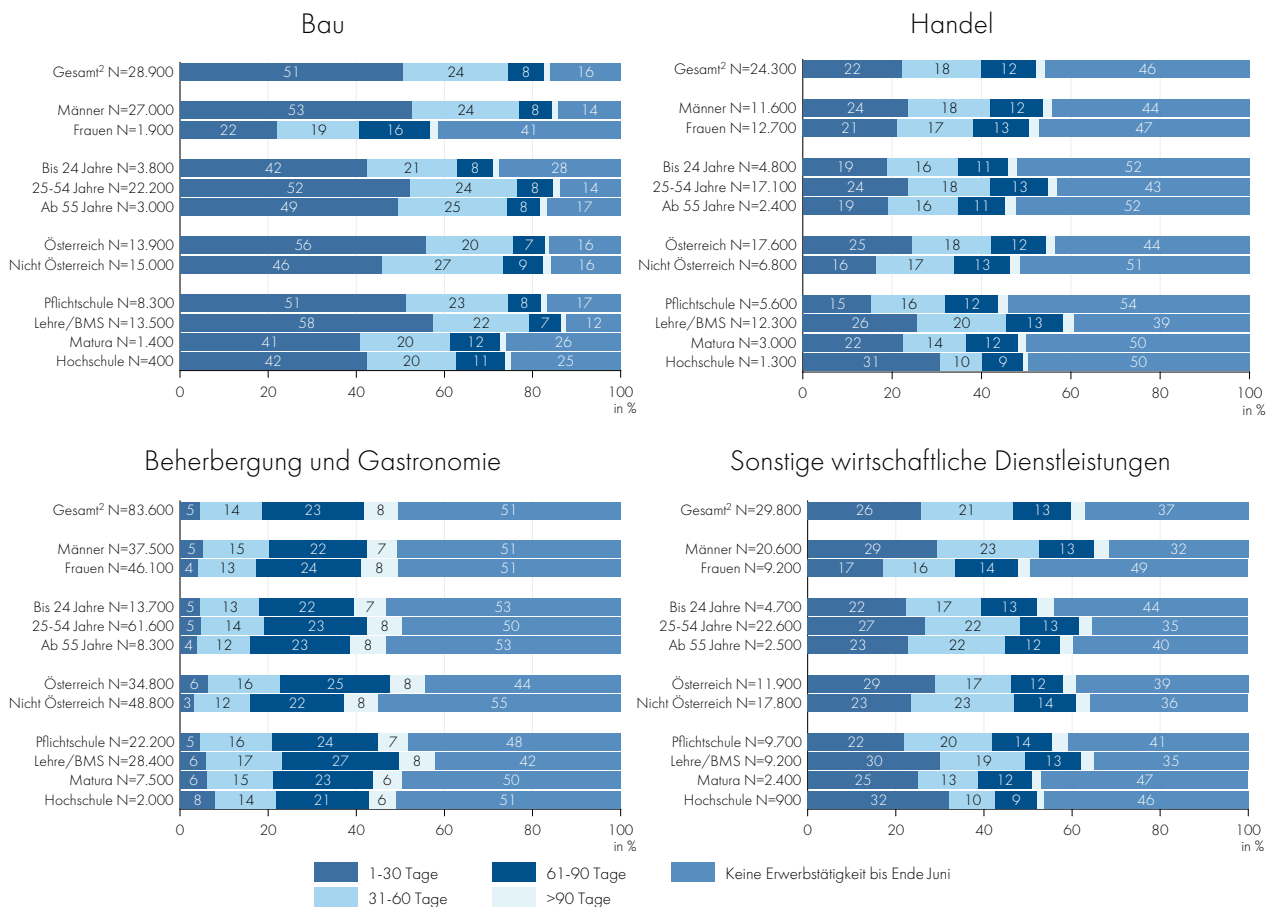 Bau
Gesamt² N=28.900 51 24 8 16
Männer N=27.000 53 24 8 14
Frauen N=1.900 22 19 16 41
Bis 24 Jahre N=3.800 42 21 8 28
25-54 Jahre N=22.200 52 24 8 14
Ab 55 Jahre N=3.000 49 25 8 17
Österreich N=13.900 56 20 7 16
Nicht Österreich N=15.000 46 27 9 16
Pflichtschule N=8.300 51 23 8 17
Lehre/BMS N=13.500 58 22 7 12
Matura N=1.400 41 20 12 26
Hochschule N=400 42 20 11 25
0 20 40 60 80 100
in %
Handel
Gesamt² N=24.300 22 18 12 46
Männer N=11.600 24 18 12 44
Frauen N=12.700 21 17 13 47
Bis 24 Jahre N=4.800 19 16 11 52
25-54 Jahre N=17.100 24 18 13 43
Ab 55 Jahre N=2.400 19 16 11 52
Österreich N=17.600 25 18 12 44
Nicht Österreich N=6.800 16 17 13 51
Pflichtschule N=5.600 15 16 12 54
Lehre/BMS N=12.300 26 20 13 39
Matura N=3.000 22 14 12 50
Hochschule N=1.300 31 10 9 50
0 20 40 60 80 100
in %
Beherbergung und Gastronomie
Gesamt² N=83.600 5 14 23 8 51
Männer N=37.500 5 15 22 7 51
Frauen N=46.100 4 13 24 8 51
Bis 24 Jahre N=13.700 5 13 22 7 53
25-54 Jahre N=61.600 5 14 23 8 50
Ab 55 Jahre N=8.300 4 12 23 8 53
Österreich N=34.800 6 16 25 8 44
Nicht Österreich N=48.800 3 12 22 8 55
Pflichtschule N=22.200 5 16 24 7 48
Lehre/BMS N=28.400 6 17 27 8 42
Matura N=7.500 6 15 23 6 50
Hochschule N=2.000 8 14 21 6 51
0 20 40 60 80 100
in %
Sonstige wirtschaftliche Dienstleistungen
Gesamt² N=29.800 26 21 13 37
Männer N=20.600 29 23 13 32
Frauen N=9.200 17 16 14 49
Bis 24 Jahre N=4.700 22 17 13 44
25-54 Jahre N=22.600 27 22 13 35
Ab 55 Jahre N=2.500 23 22 12 40
Österreich N=11.900 29 17 12 39
Nicht Österreich N=17.800 23 23 14 36
Pflichtschule N=9.700 22 20 14 41
Lehre/BMS N=9.200 30 19 13 35
Matura N=2.400 25 13 12 47
Hochschule N=900 32 10 9 46
0 20 40 60 80 100
in %
1-30 Tage 61-90 Tage Keine Erwerbstätigkeit bis Ende Juni
31-60 Tage >90 Tage